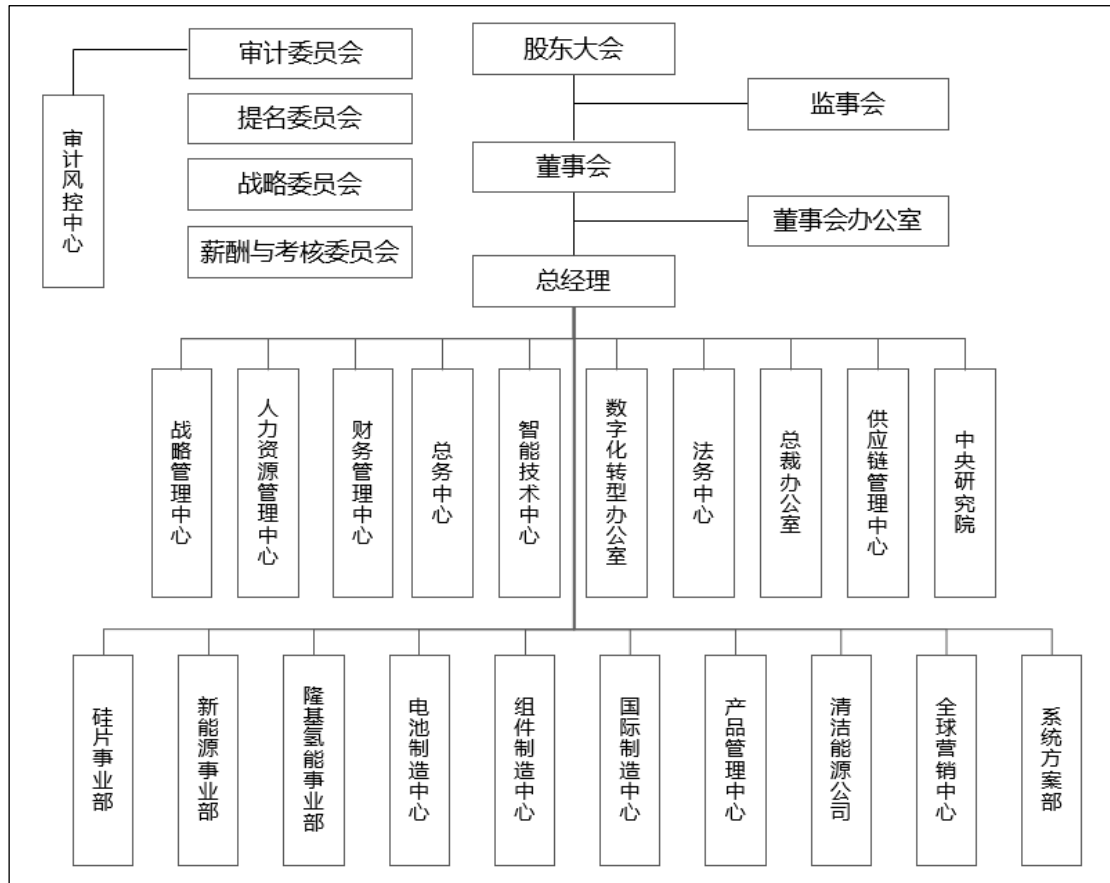 审计委员会
股东大会
监事会
提名委员会
审计风控中心
董事会
战略委员会
董事会办公室
薪酬与考核委员会
总经理
战略管理中心
人力资源管理中心
财务管理中心
总务中心
智能技术中心
数字化转型办公室
法务中心
总裁办公室
供应链管理中心
中央研究院
硅片事业部
新能源事业部
隆基氢能事业部
电池制造中心
组件制造中心
国际制造中心
产品管理中心
清洁能源公司
全球营销中心
系统方案部